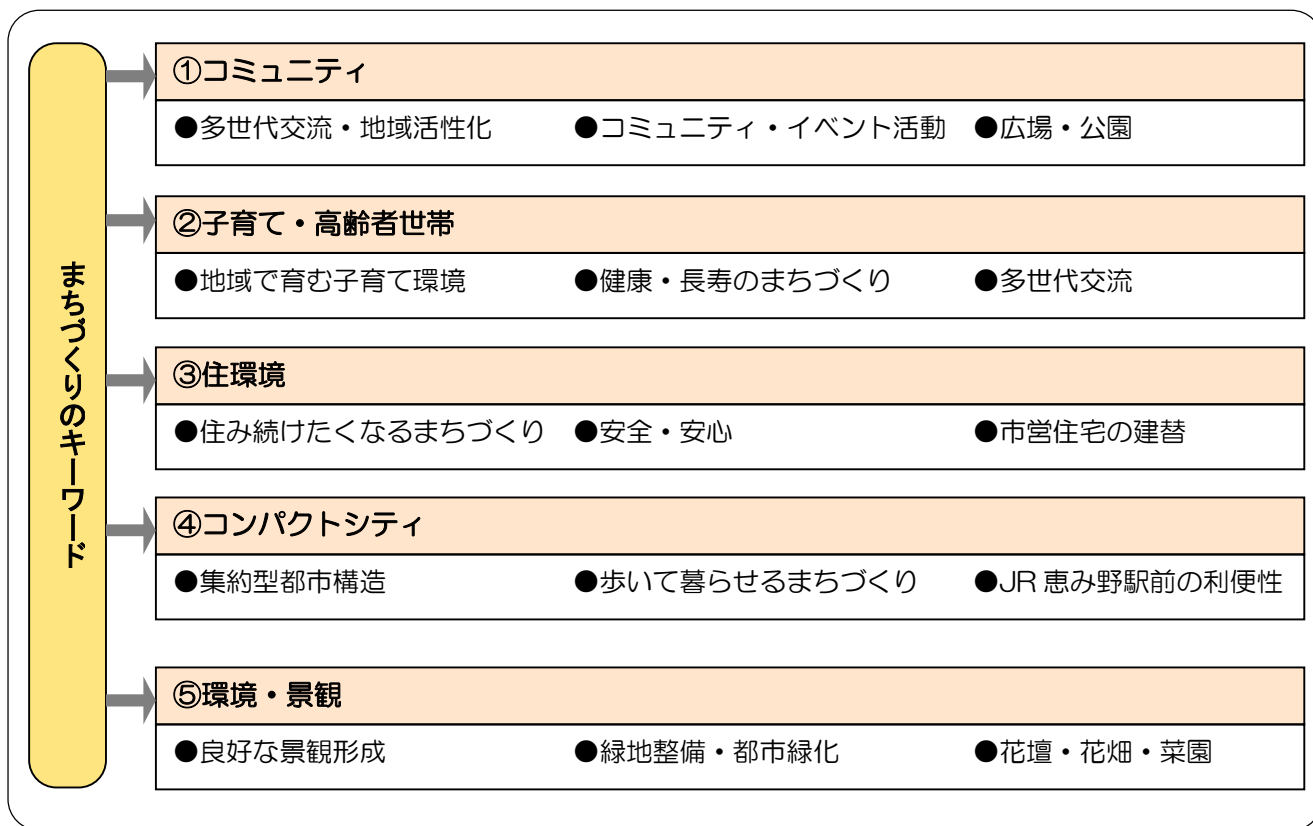 まちづくりのキーワード
①コミュニティ
●多世代交流・地域活性化 ●コミュニティ・イベント活動 ●広場・公園
②子育て・高齢者世帯
●地域で育む子育て環境 ●健康・長寿のまちづくり ●多世代交流
③住環境
●住み続けたくなるまちづくり ●安全・安心 ●市営住宅の建替
④コンパクトシティ
●集約型都市構造 ●歩いて暮らせるまちづくり ●JR 恵み野駅前の利便性
⑤環境・景観
●良好な景観形成 ●緑地整備・都市緑化 ●花壇・花畑・菜園